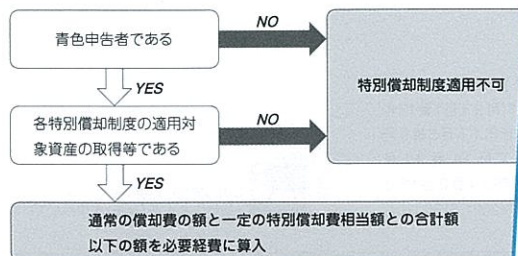 青色申告者である
NO
特別償却制度適用不可
YES
各特別償却制度の適用対
象資産の取得等である
NO
YES
通常の償却費の額と一定の特別償却費相当額との合計額
以下の額を必要経費に算入